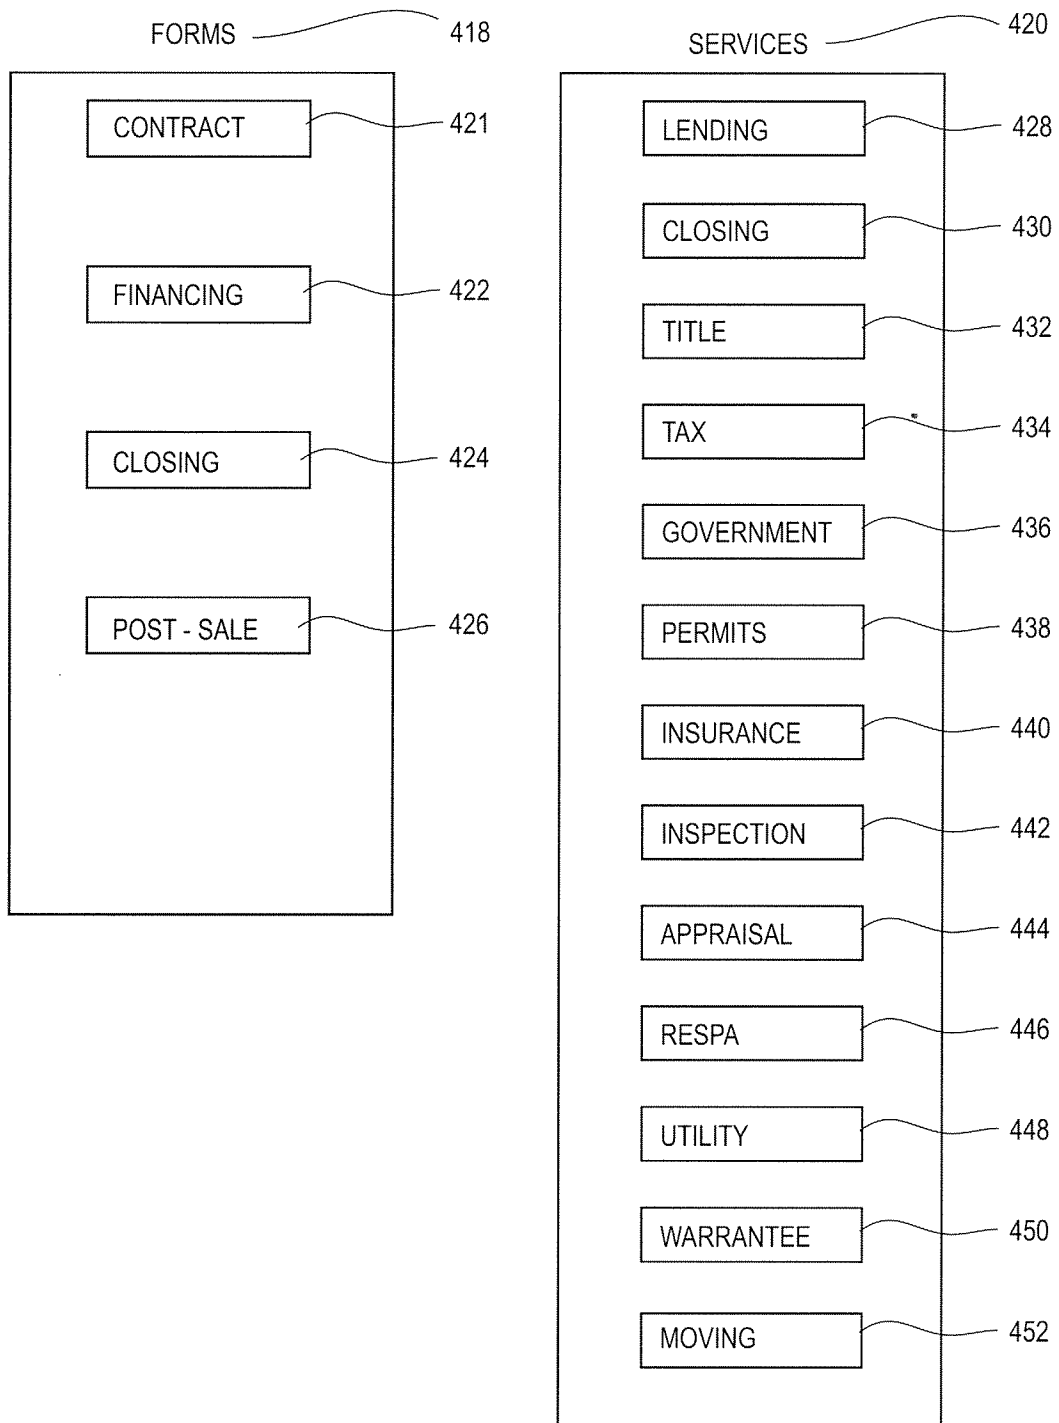 FORMS 418
CONTRACT 421
FINANCING 422
CLOSING 424
POST - SALE 426
SERVICES 420
LENDING 428
CLOSING 430
TITLE 432
TAX 434
GOVERNMENT 436
PERMITS 438
INSURANCE 440
INSPECTION 442
APPRAISAL 444
RESPA 446
UTILITY 448
WARRANTEE 450
MOVING 452